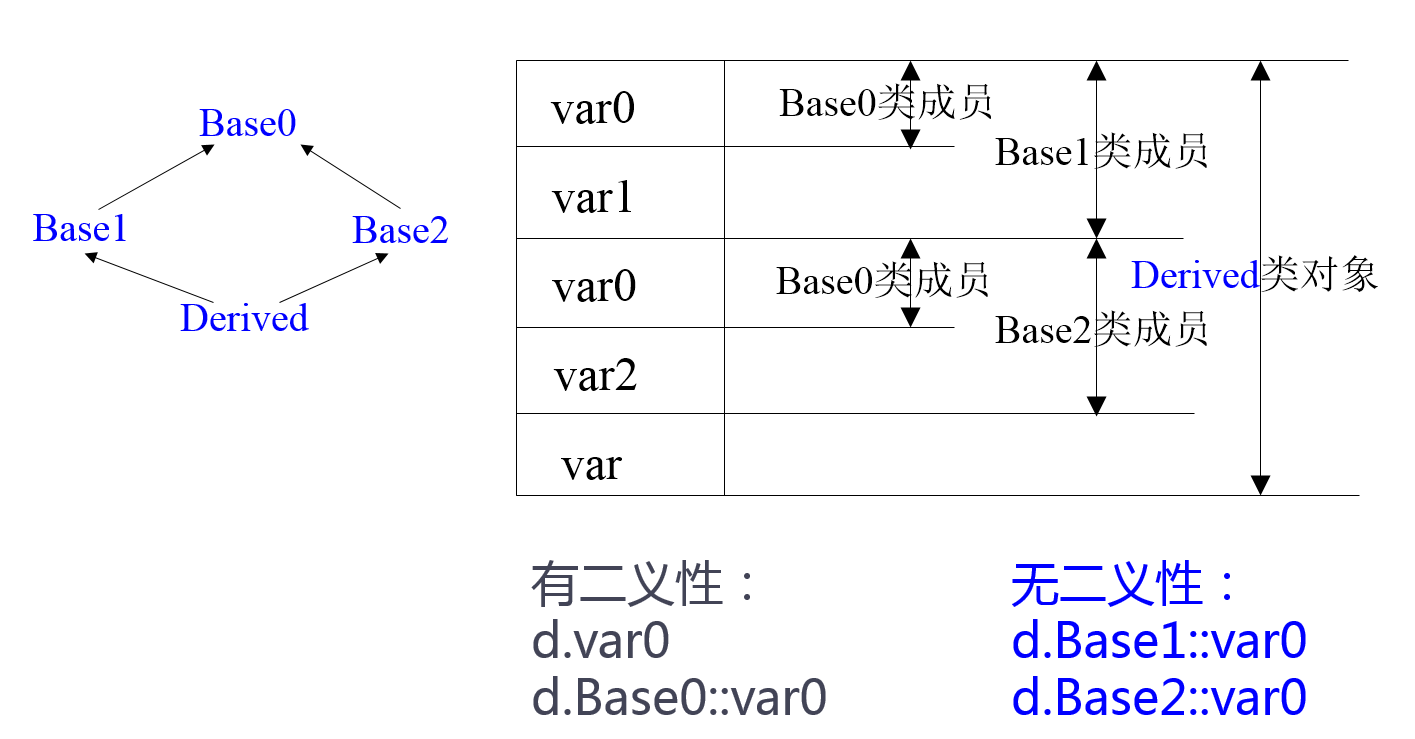 Base0
Base1
Base2
Derived
var0
Base0类成员
Base1类成员
var1
var0
Base0类成员
Derived类对象
Base2类成员
var2
var
有二义性：
d.var0
d.Base0::var0
无二义性：
d.Base1::var0
d.Base2::var0